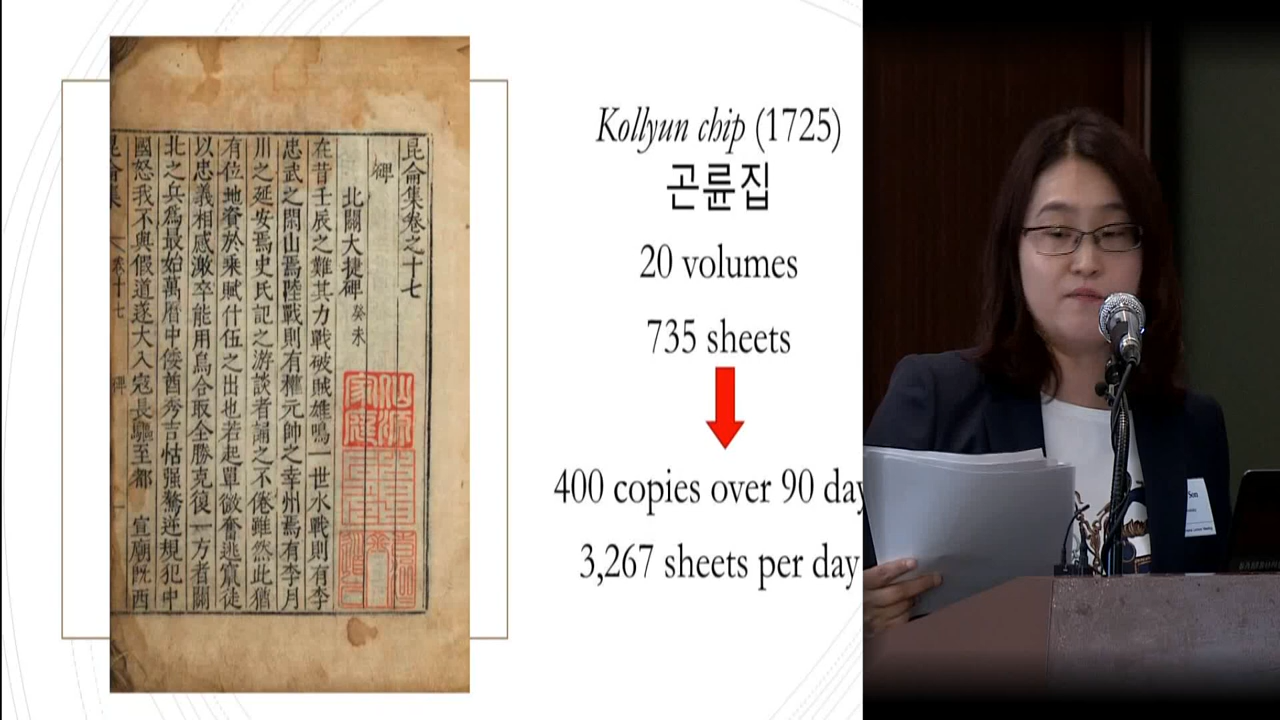 昆侖集卷之十七
碑
北關大捷碑 癸未
在昔壬辰之難其力戰破賊雄鳴一世水戰則有李
忠武之閑山焉陸戰則有權元帥之幸州焉有李月
川之延安焉史氏記之游談者誦之不倦雖然此猶
有位地資於乘賦什伍之出也若起單微奮逃竄徒
以忠義相感激卒能用烏合取全勝克復一方者關
北之兵爲最始萬曆中倭酋秀吉怙强驁逆規犯中
國怒我不與假道遂大入寇長驅至都 宣廟既西
昆侖集 卷十七 碑 一
Kollyun chip (1725)
곤륜집
20 volumes
735 sheets
400 copies over 90 day
3,267 sheets per day
Son